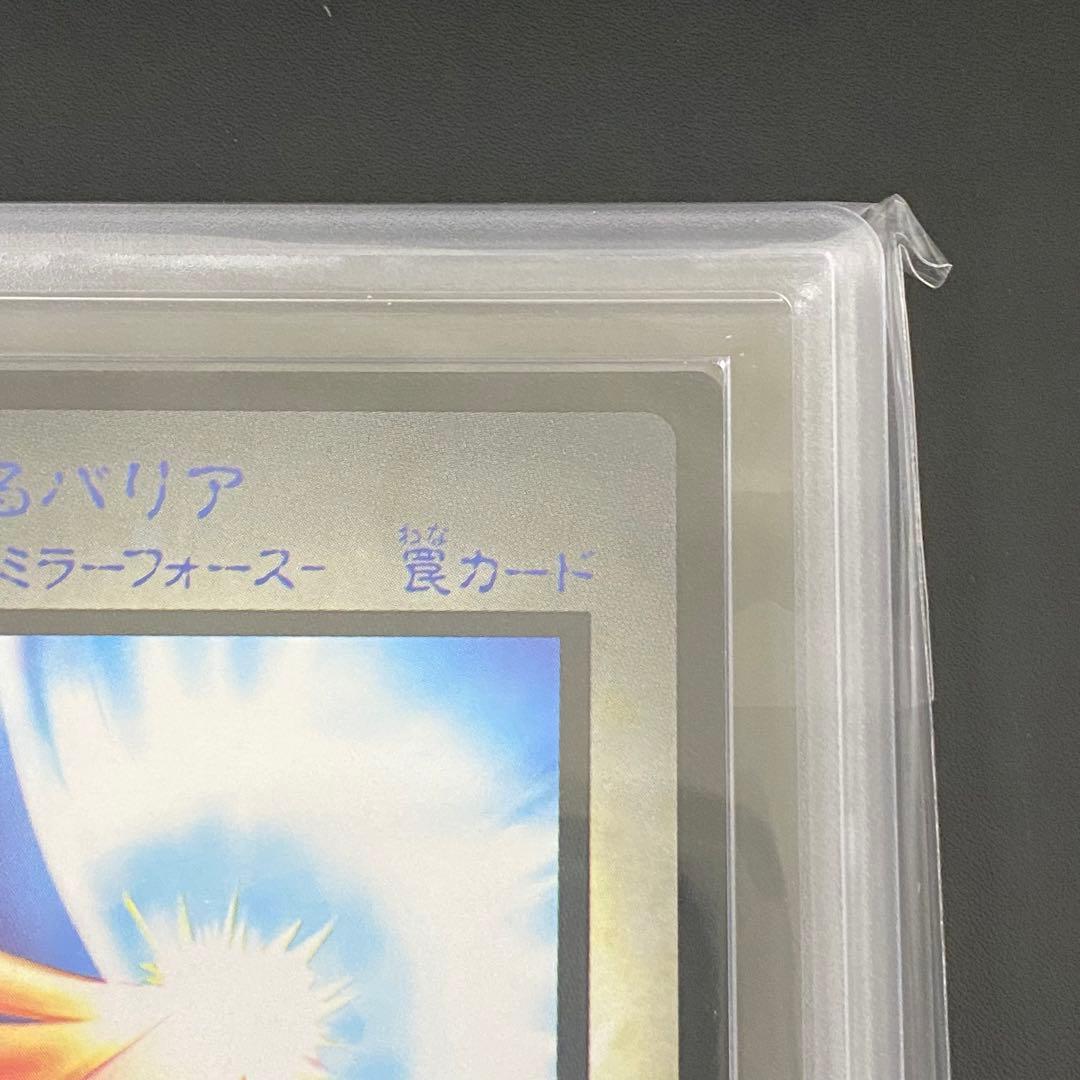 るバリア
ミラーフォース-
わな
罠カード